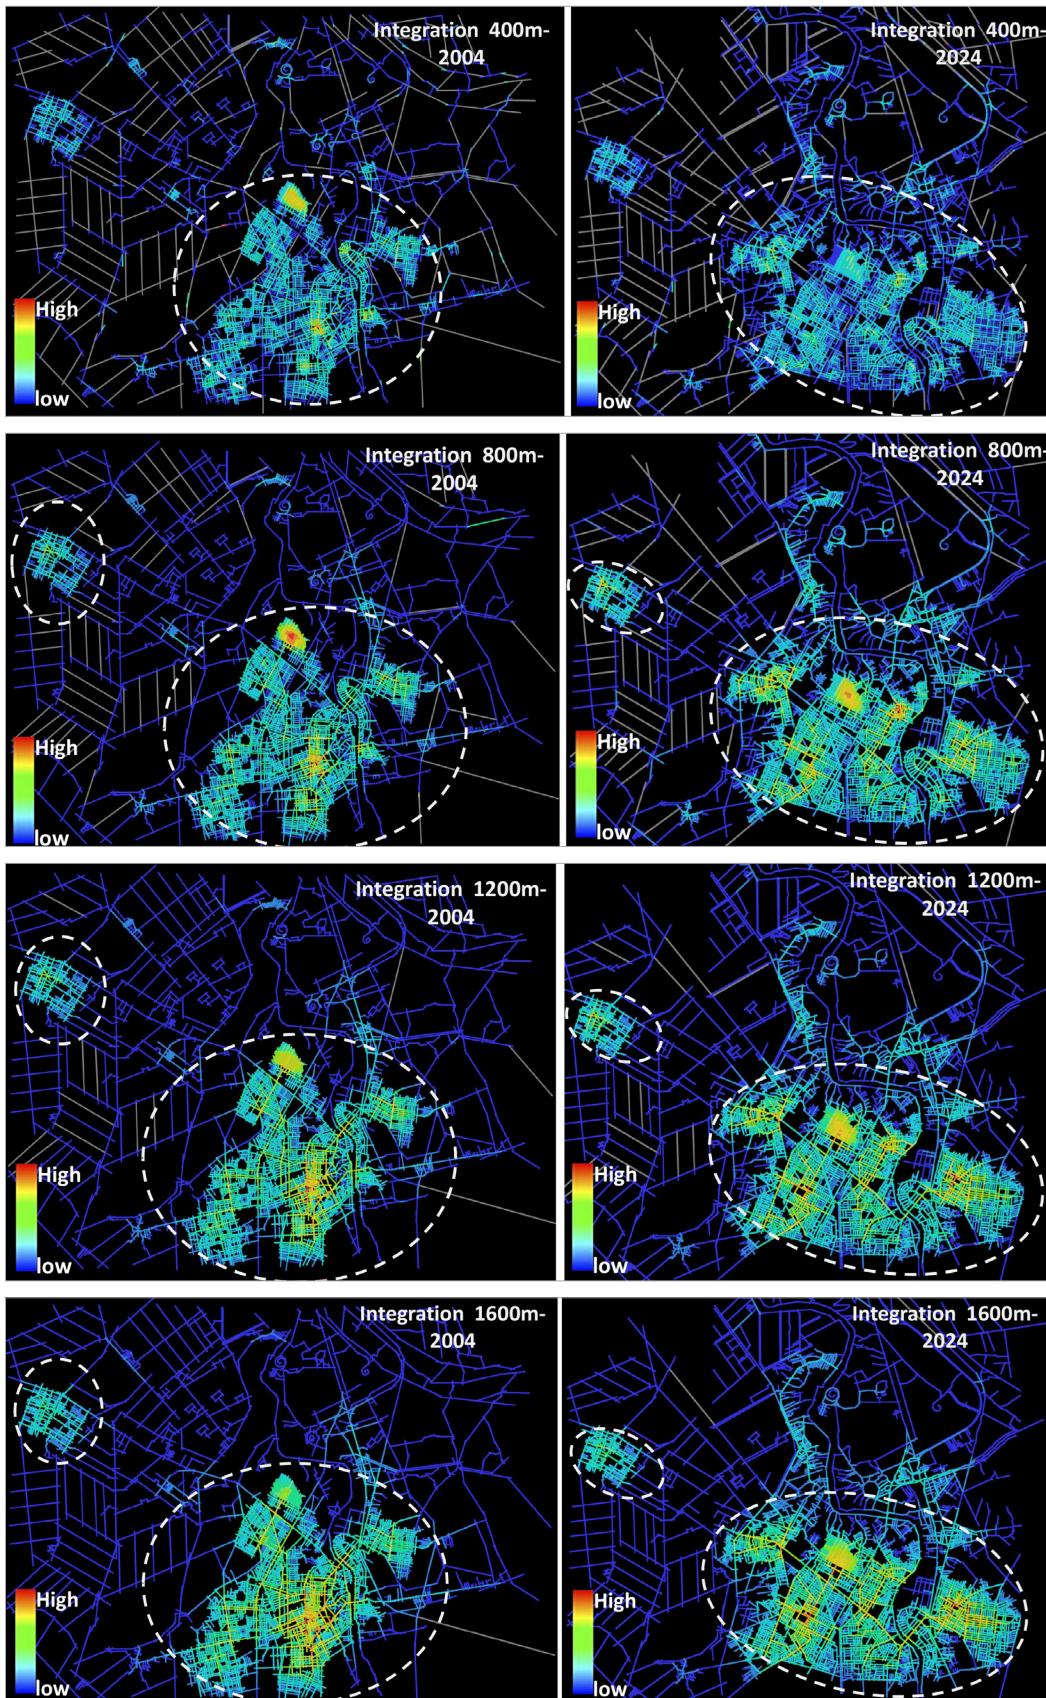 Integration 400m-
2004
High
low
Integration 400m-
2024
High
low
Integration 800m-
2004
High
low
Integration 800m-
2024
High
low
Integration 1200m-
2004
High
low
Integration 1200m-
2024
High
low
Integration 1600m-
2004
High
low
Integration 1600m-
2024
High
low